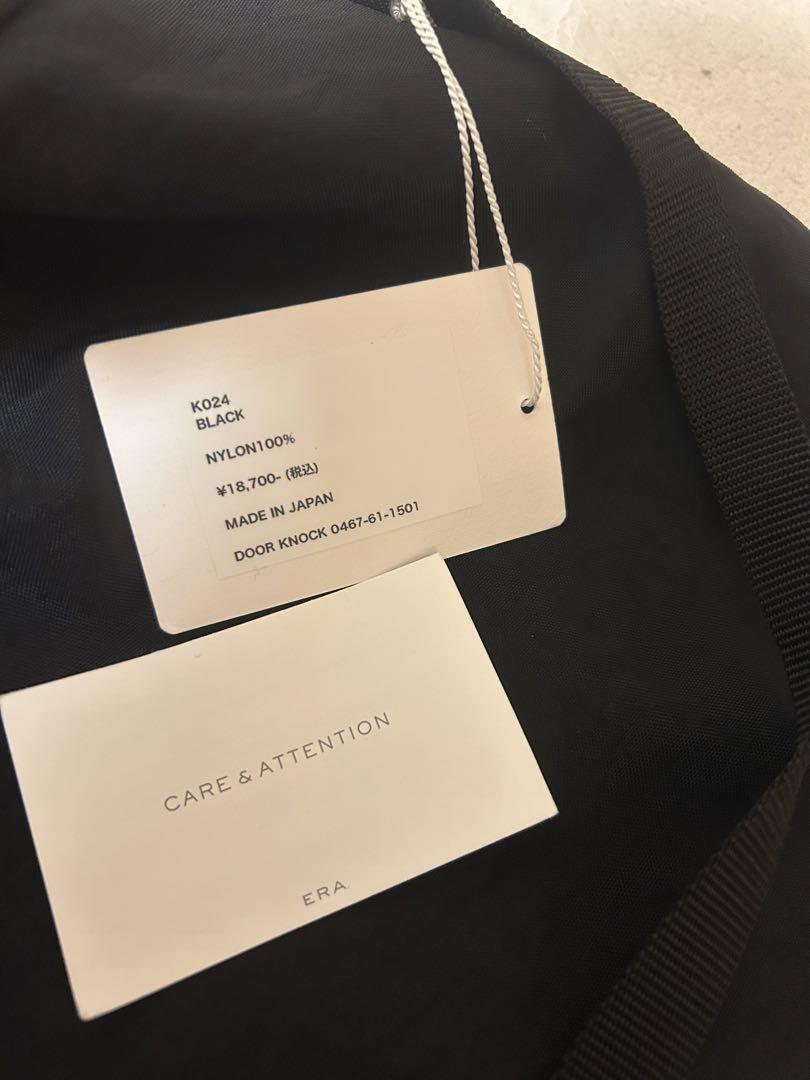 K024
BLACK
NYLON100%
¥18,700- (税込)
MADE IN JAPAN
DOOR KNOCK 0467-61-1501
CARE & ATTENTION
ERA.